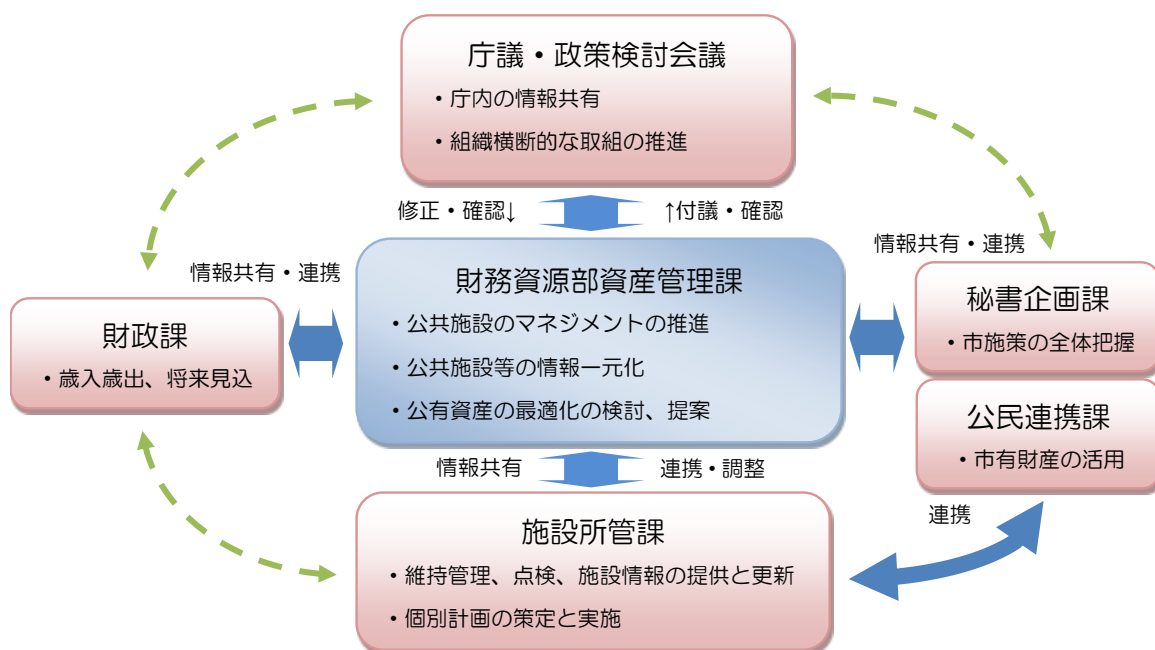 庁議・政策検討会議
・庁内の情報共有
・組織横断的な取組の推進
修正・確認↓
↑付議・確認
情報共有・連携
情報共有・連携
財務資源部資産管理課
・公共施設のマネジメントの推進
・公共施設等の情報一元化
・公有資産の最適化の検討、提案
財政課
・歳入歳出、将来見込
秘書企画課
・市施策の全体把握
公民連携課
・市有財産の活用
情報共有
連携・調整
連携
施設所管課
・維持管理、点検、施設情報の提供と更新
・個別計画の策定と実施